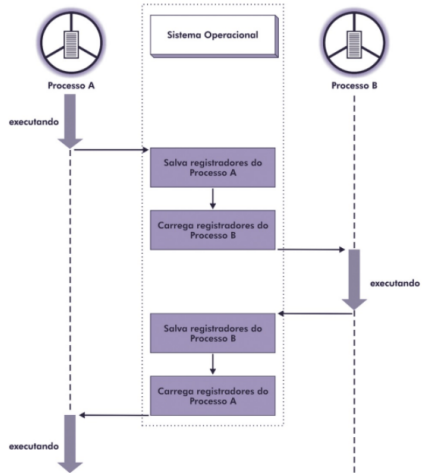 Sistema Operacional
Processo A
Processo B
executando
Salva registradores do
Processo A
Carrega registradores do
Processo B
executando
Salva registradores do
Processo B
Carrega registradores do
Processo A
executando